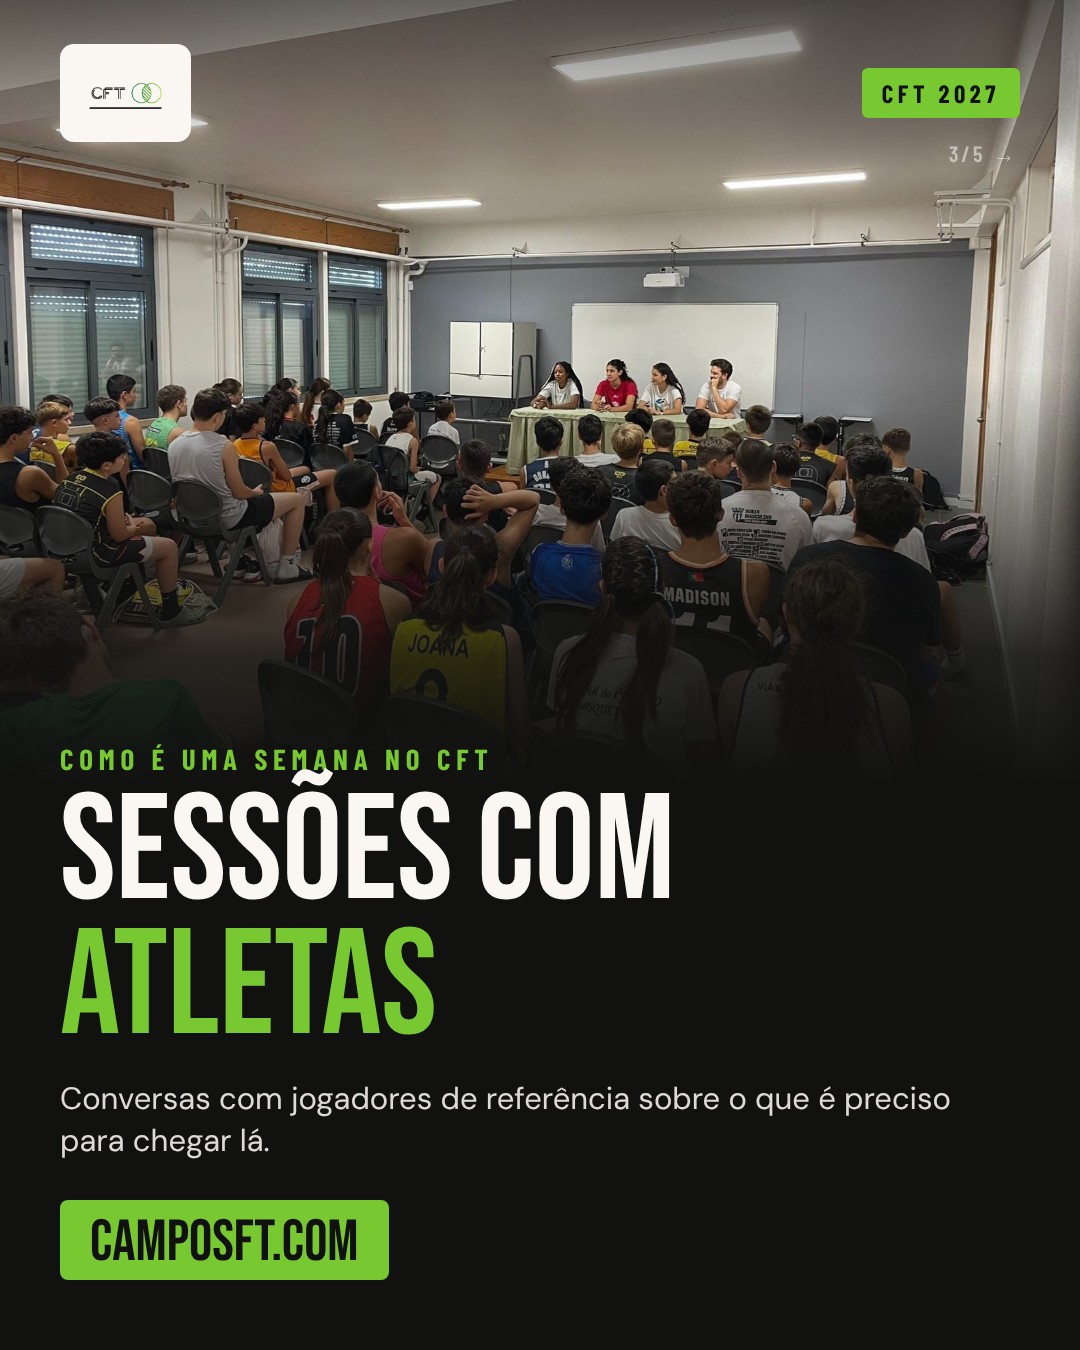 CFT
CFT 2027
3/5 →
MADISON
10
JOANA
COMO É UMA SEMANA NO CFT
SESSÕES COM
ATLETAS
Conversas com jogadores de referência sobre o que é preciso
para chegar lá.
CAMPOSFT.COM